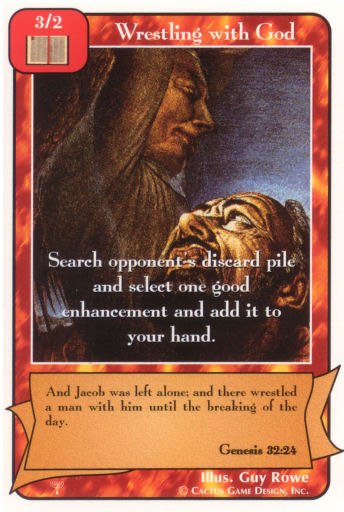 3/2
Wrestling with God
Search opponent's discard pile
and select one good
enhancement and add it to
your hand.
And Jacob was left alone; and there wrestled
a man with him until the breaking of the
day.
Genesis 32:24
Illus. Guy Rowe
© Cactus Game Design, Inc.